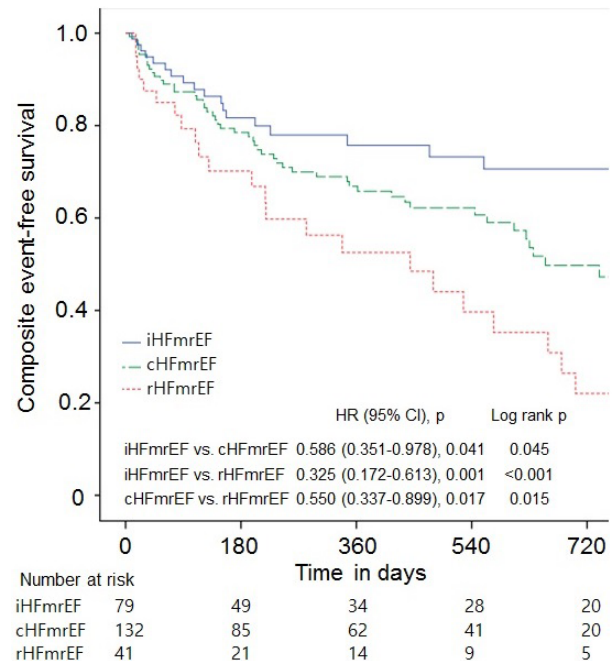 Composite event-free survival
1.0
0.8
0.6
0.4
0.2
0
iHFmrEF
cHFmrEF
rHFmrEF
HR (95% CI), p Log rank p
iHFmrEF vs. cHFmrEF 0.586 (0.351-0.978), 0.041 0.045
iHFmrEF vs. rHFmrEF 0.325 (0.172-0.613), 0.001 <0.001
cHFmrEF vs. rHFmrEF 0.550 (0.337-0.899), 0.017 0.015
0 180 360 540 720
Time in days
Number at risk
iHFmrEF 79 49 34 28 20
cHFmrEF 132 85 62 41 20
rHFmrEF 41 21 14 9 5